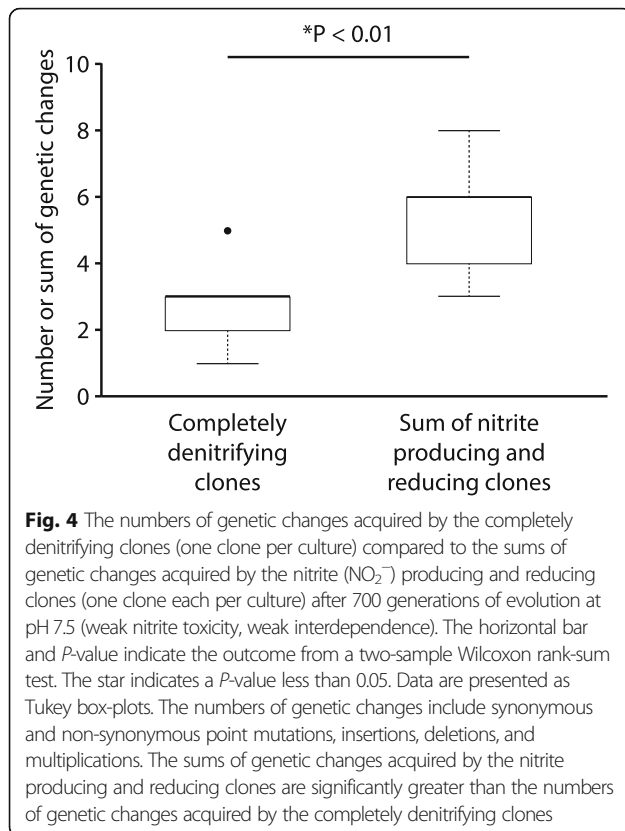 *P < 0.01
Number or sum of genetic changes
10
8
6
4
2
0
Completely
denitrifying
clones
Sum of nitrite
producing and
reducing clones
Fig. 4 The numbers of genetic changes acquired by the completely
denitrifying clones (one clone per culture) compared to the sums of
genetic changes acquired by the nitrite (NO₂⁻) producing and reducing
clones (one clone each per culture) after 700 generations of evolution at
pH 7.5 (weak nitrite toxicity, weak interdependence). The horizontal bar
and P-value indicate the outcome from a two-sample Wilcoxon rank-sum
test. The star indicates a P-value less than 0.05. Data are presented as
Tukey box-plots. The numbers of genetic changes include synonymous
and non-synonymous point mutations, insertions, deletions, and
multiplications. The sums of genetic changes acquired by the nitrite
producing and reducing clones are significantly greater than the numbers
of genetic changes acquired by the completely denitrifying clones